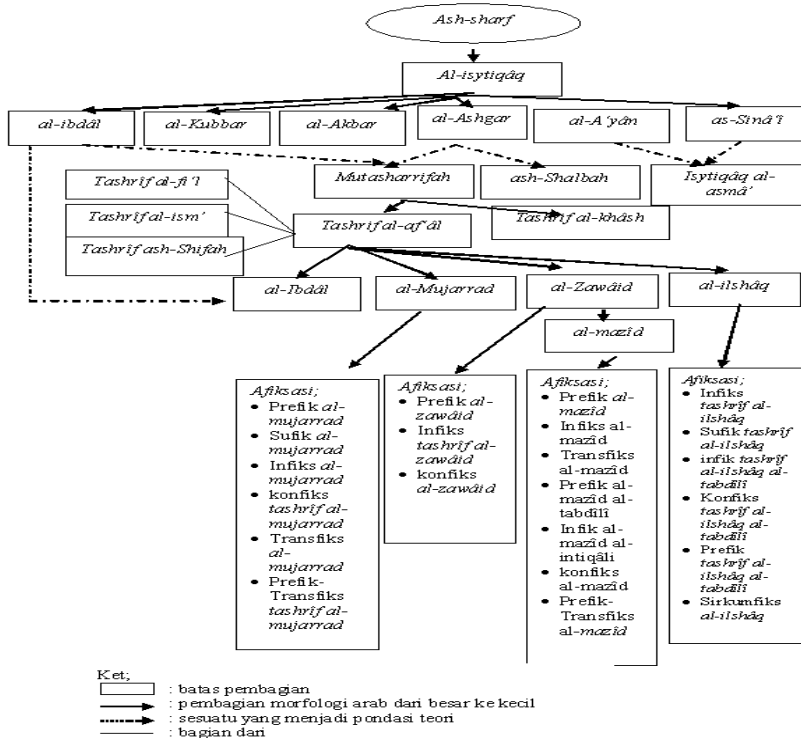 Ash-sharf
Al-isytiqâq
al-ibdâl
al-Kubbar
al-Akbar
al-Ashgar
al-A'yân
as-Sinâ'î
Tashrîf al-fi'l
Tashrîf al-ism'
Tashrîf ash-Shifah
Mutasharrifah
ash-Shalbah
Isytiqâq al-
asmâ'
Tashrif al-af'âl
Tashrîf al-khâsh
al-Ibdâl
al-Mujarrad
al-Zawâid
al-ilshâq
al-mazîd
Afiksasi;
• Prefik al-
mujarrad
• Sufik al-
mujarrad
• Infiks al-
mujarrad
• konfiks
tashrîf al-
mujarrad
• Transfiks
al-
mujarrad
• Prefik-
Transfiks
tashrîf al-
mujarrad
Afiksasi;
• Prefik al-
zawâid
• Infiks
tashrîf al-
zawâid
• konfiks
al-zawâid
Afiksasi;
• Prefik al-
mazîd
• Infiks al-
mazîd
• Transfiks
al-mazîd
• Prefik al-
mazîd al-
tabdîlî
• Infik al-
mazîd al-
intiqâli
• konfiks
al-mazîd
• Prefik-
Transfiks
al-mazîd
Afiksasi;
• Infiks
tashrîf al-
ilshâq
• Sufik tashrîf
al-ilshâq
• infik tashrîf
al-ilshâq al-
tabdîlî
• Konfiks
tashrîf al-
ilshâq al-
tabdîlî
• Prefik
tashrîf al-
ilshâq al-
tabdîlî
• Sirkumfiks
al-ilshâq
Ket;
: batas pembagian
: pembagian morfologi arab dari besar ke kecil
: sesuatu yang menjadi pondasi teori
: bagian dari